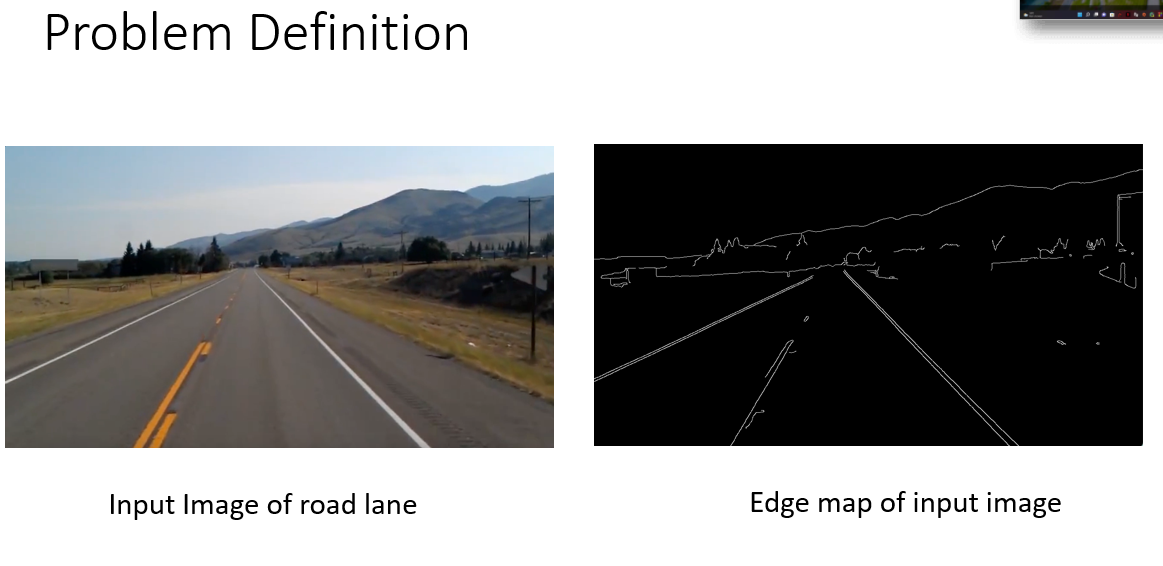 Problem Definition
Input Image of road lane
Edge map of input image